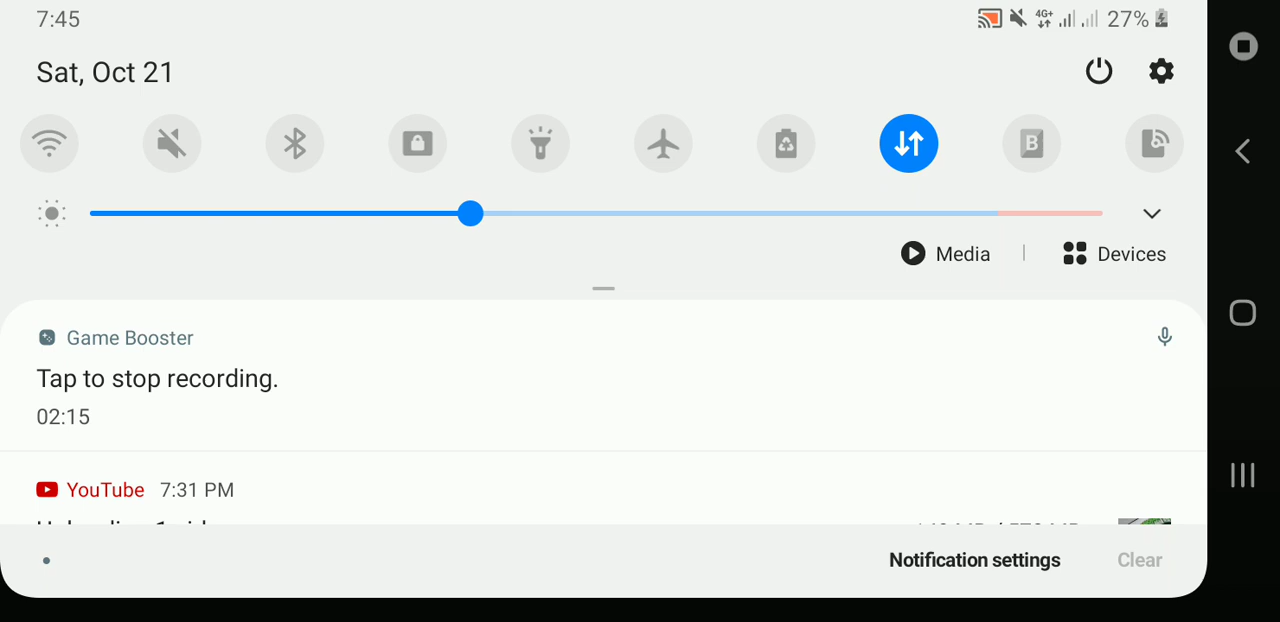 7:45
4G+
27%
Sat, Oct 21
B
Media
Devices
Game Booster
Tap to stop recording.
02:15
YouTube 7:31 PM
Notification settings
Clear